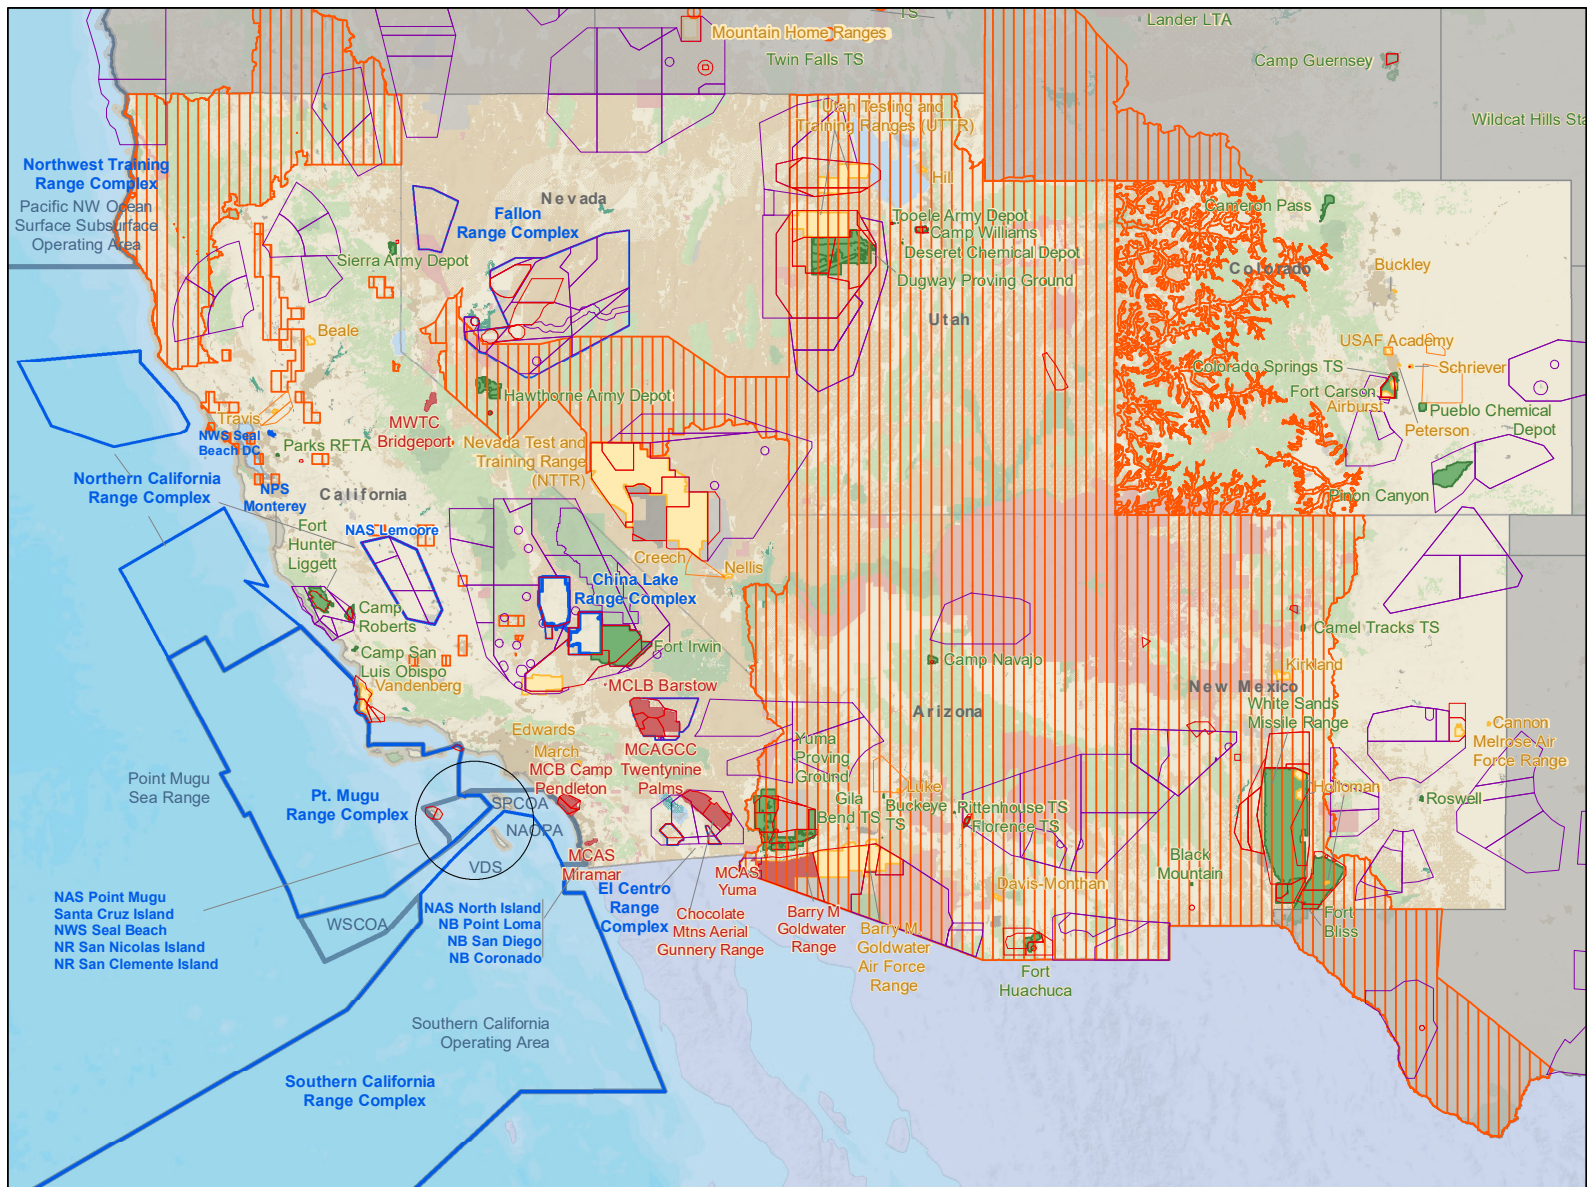 TS
Lander LTA
Mountain Home Ranges
Twin Falls TS
Camp Guernsey
Utah Testing and
Training Ranges (UTTR)
Wildcat Hills Sta
Northwest Training
Range Complex
Pacific NW Ocean
Surface Subsurface
Operating Area
Nevada
Hill
Fallon
Range Complex
Tooele Army Depot
Camp Williams
Cameron Pass
Sierra Army Depot
Deseret Chemical Depot
Dugway Proving Ground
Colorado
Buckley
Utah
Beale
USAF Academy
Colorado Springs TS
Schriever
Hawthorne Army Depot
Fort Carson
Airburst
Pueblo Chemical
Depot
Peterson
Travis
MWTC
Bridgeport
NWS Seal
Beach DC
Parks RFTA
Nevada Test and
Training Range
(NTTR)
Northern California
Range Complex
NPS
Monterey
California
Pinon Canyon
Fort
Hunter
Liggett
NAS Lemoore
Creech
Nellis
China Lake
Range Complex
Camp
Roberts
Camel Tracks TS
Camp San
Luis Obispo
Fort Irwin
Camp Navajo
Kirkland
Vandenberg
MCLB Barstow
New Mexico
Arizona
White Sands
Missile Range
Edwards
March
MCAGCC
Twentynine
Palms
Yuma
Proving
Ground
Cannon
Melrose Air
Force Range
Point Mugu
Sea Range
MCB Camp
Pendleton
Pt. Mugu
Range Complex
SPCOA
NAOPA
Luke
Gila
Bend TS
Buckeye
TS
Rittenhouse TS
Florence TS
Holloman
Roswell
VDS
MCAS
Miramar
MCAS
Yuma
Black
Mountain
Davis-Monthan
NAS Point Mugu
Santa Cruz Island
NWS Seal Beach
NR San Nicolas Island
NR San Clemente Island
WSCOA
NAS North Island
NB Point Loma
NB San Diego
NB Coronado
El Centro
Range
Complex
Chocolate
Mtns Aerial
Gunnery Range
Barry M
Goldwater
Range
Barry M
Goldwater
Air Force
Range
Fort
Bliss
Fort
Huachuca
Southern California
Operating Area
Southern California
Range Complex